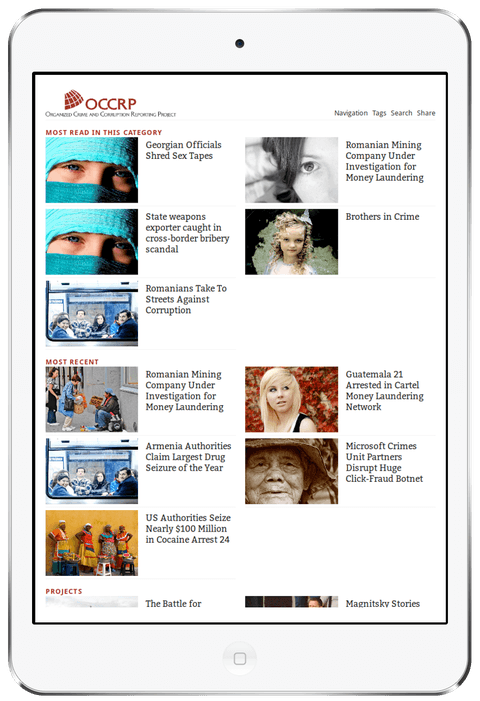 OCCRP
Organized Crime and Corruption Reporting Project
Navigation Tags Search Share
MOST READ IN THIS CATEGORY
Georgian Officials
Shred Sex Tapes
Romanian Mining
Company Under
Investigation for
Money Laundering
State weapons
exporter caught in
cross-border bribery
scandal
Brothers in Crime
Romanians Take To
Streets Against
Corruption
MOST RECENT
Romanian Mining
Company Under
Investigation for
Money Laundering
Guatemala 21
Arrested in Cartel
Money Laundering
Network
Armenia Authorities
Claim Largest Drug
Seizure of the Year
Microsoft Crimes
Unit Partners
Disrupt Huge
Click-Fraud Botnet
US Authorities Seize
Nearly $100 Million
in Cocaine Arrest 24
PROJECTS
The Battle for
Magnitsky Stories